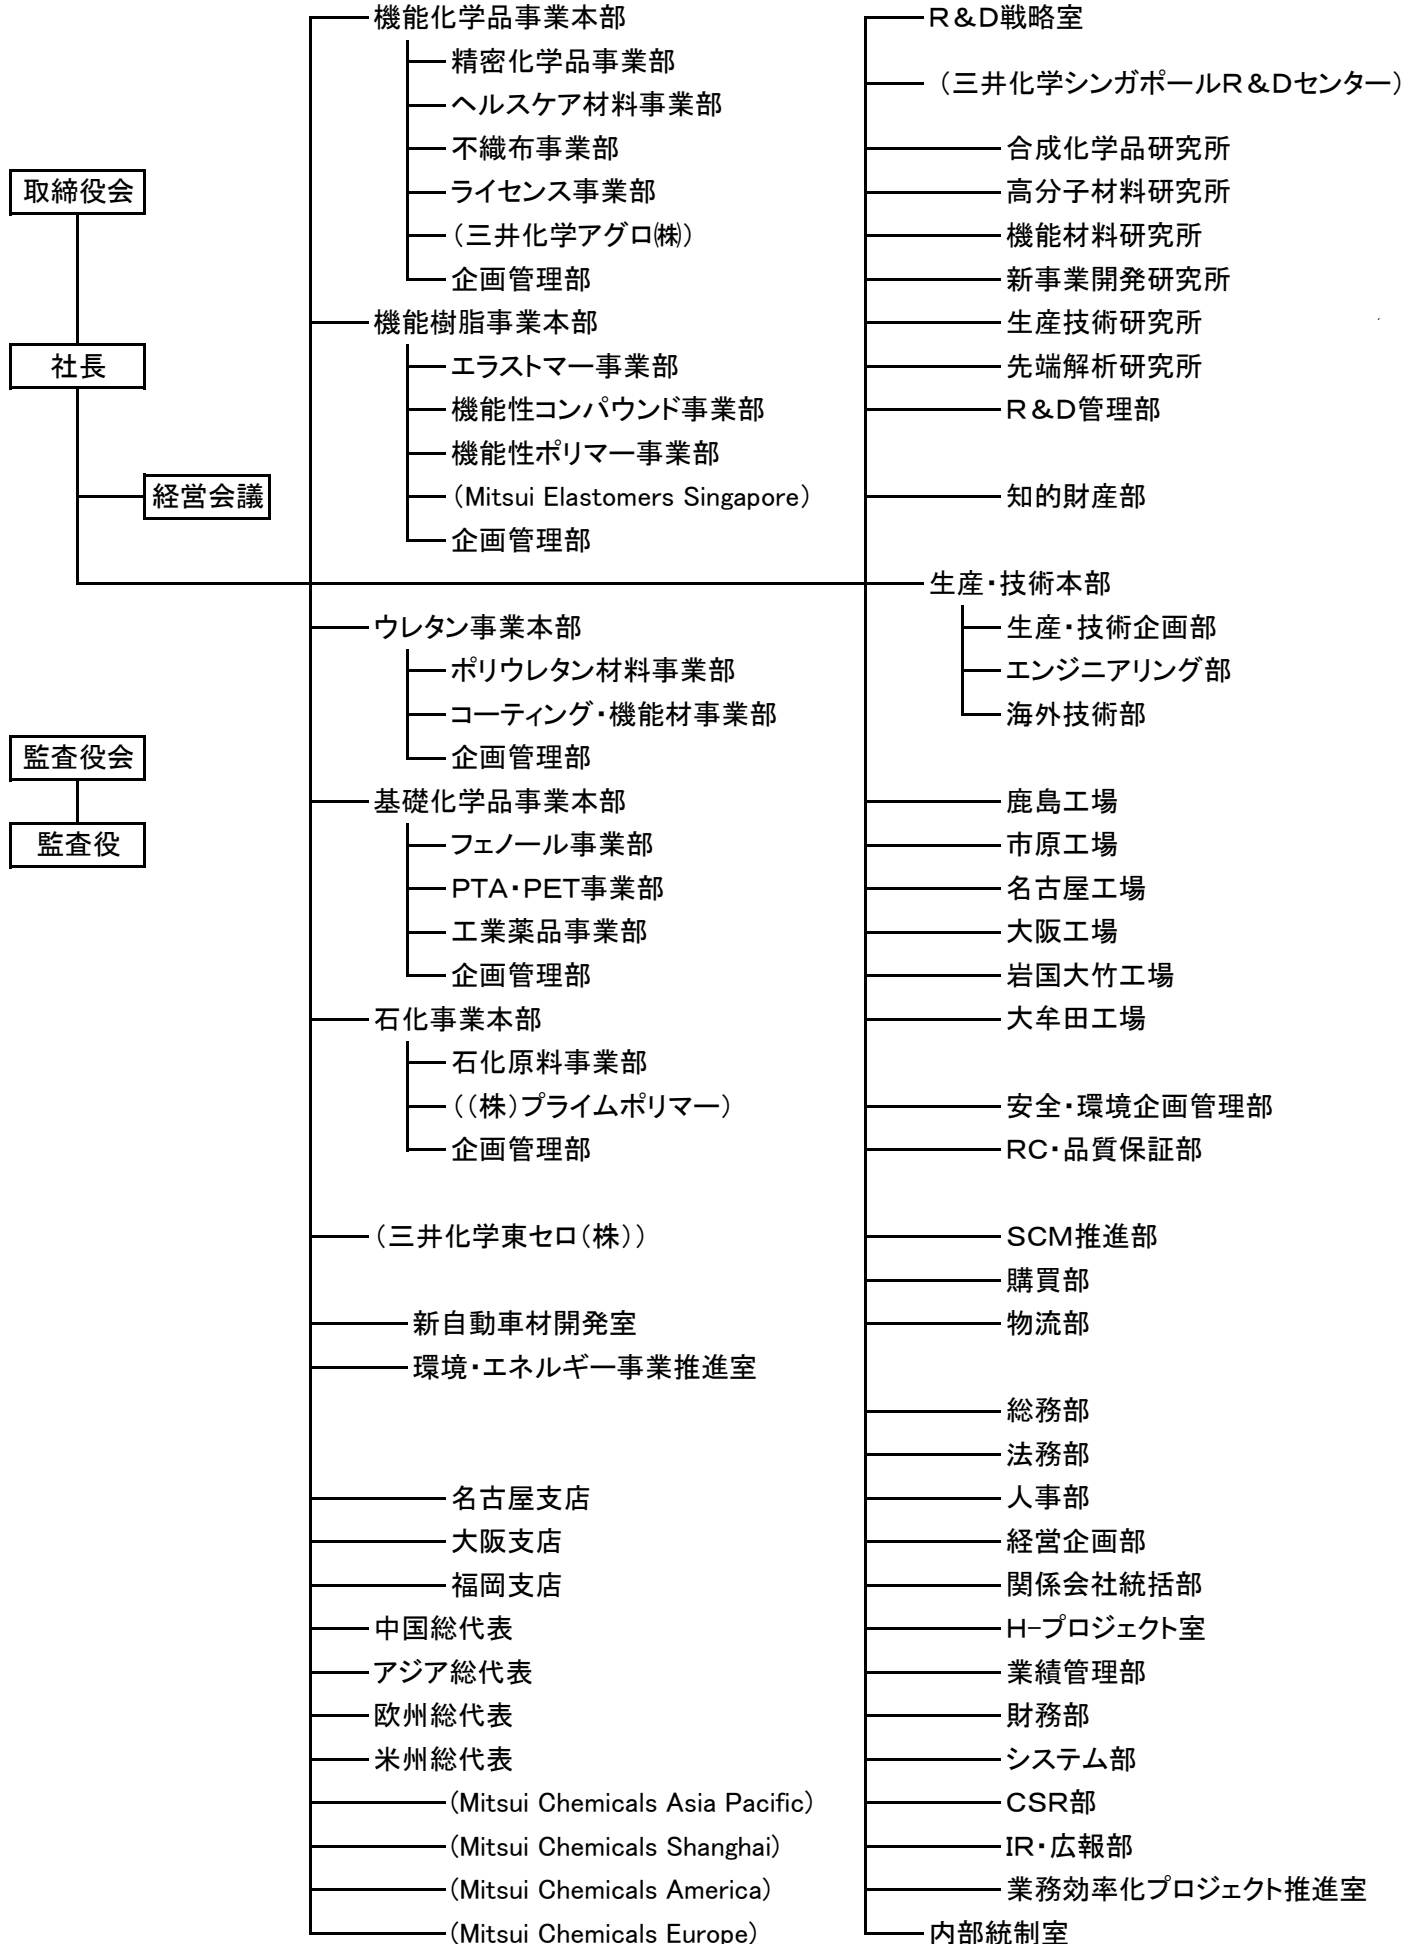 取締役会
社長
経営会議
監査役会
監査役
機能化学品事業本部
精密化学品事業部
ヘルスケア材料事業部
不織布事業部
ライセンス事業部
（三井化学アグロ㈱）
企画管理部
機能樹脂事業本部
エラストマー事業部
機能性コンパウンド事業部
機能性ポリマー事業部
（Mitsui Elastomers Singapore）
企画管理部
ウレタン事業本部
ポリウレタン材料事業部
コーティング・機能材事業部
企画管理部
基礎化学品事業本部
フェノール事業部
PTA・PET事業部
工業薬品事業部
企画管理部
石化事業本部
石化原料事業部
（（株）プライムポリマー）
企画管理部
（三井化学東セロ（株））
新自動車材開発室
環境・エネルギー事業推進室
名古屋支店
大阪支店
福岡支店
中国総代表
アジア総代表
欧州総代表
米州総代表
（Mitsui Chemicals Asia Pacific）
（Mitsui Chemicals Shanghai）
（Mitsui Chemicals America）
（Mitsui Chemicals Europe）
R＆D戦略室
（三井化学シンガポールR＆Dセンター）
合成化学品研究所
高分子材料研究所
機能材料研究所
新事業開発研究所
生産技術研究所
先端解析研究所
R＆D管理部
知的財産部
生産・技術本部
生産・技術企画部
エンジニアリング部
海外技術部
鹿島工場
市原工場
名古屋工場
大阪工場
岩国大竹工場
大牟田工場
安全・環境企画管理部
RC・品質保証部
SCM推進部
購買部
物流部
総務部
法務部
人事部
経営企画部
関係会社統括部
H-プロジェクト室
業績管理部
財務部
システム部
CSR部
IR・広報部
業務効率化プロジェクト推進室
内部統制室